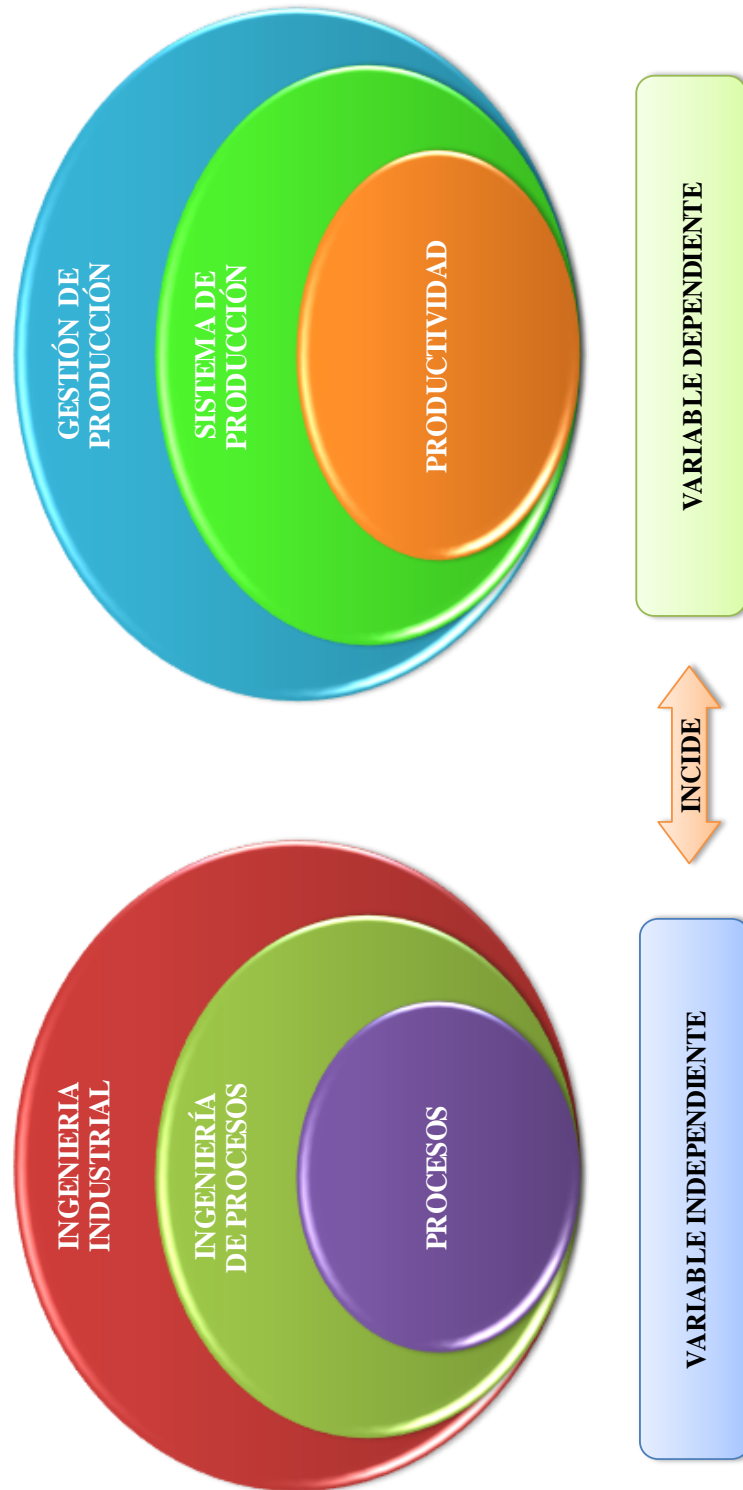 INGENIERIA
INDUSTRIAL
INGENIERÍA
DE PROCESOS
PROCESOS
GESTIÓN DE
PRODUCCIÓN
SISTEMA DE
PRODUCCIÓN
PRODUCTIVIDAD
VARIABLE INDEPENDIENTE
INCIDE
VARIABLE DEPENDIENTE